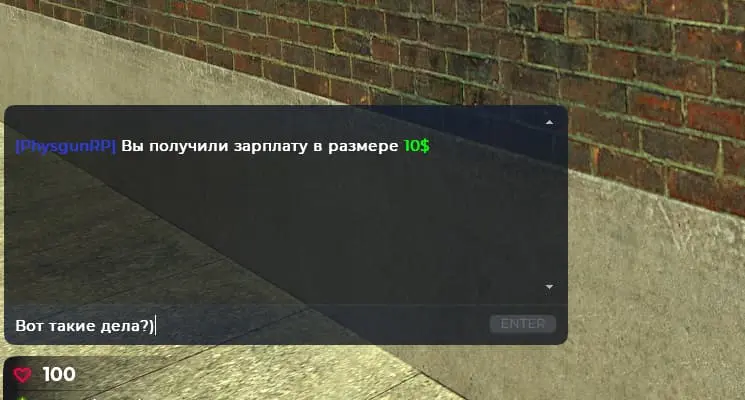 [PhysgunRP] Вы получили зарплату в размере 10$
Вот такие дела?)
ENTER
100